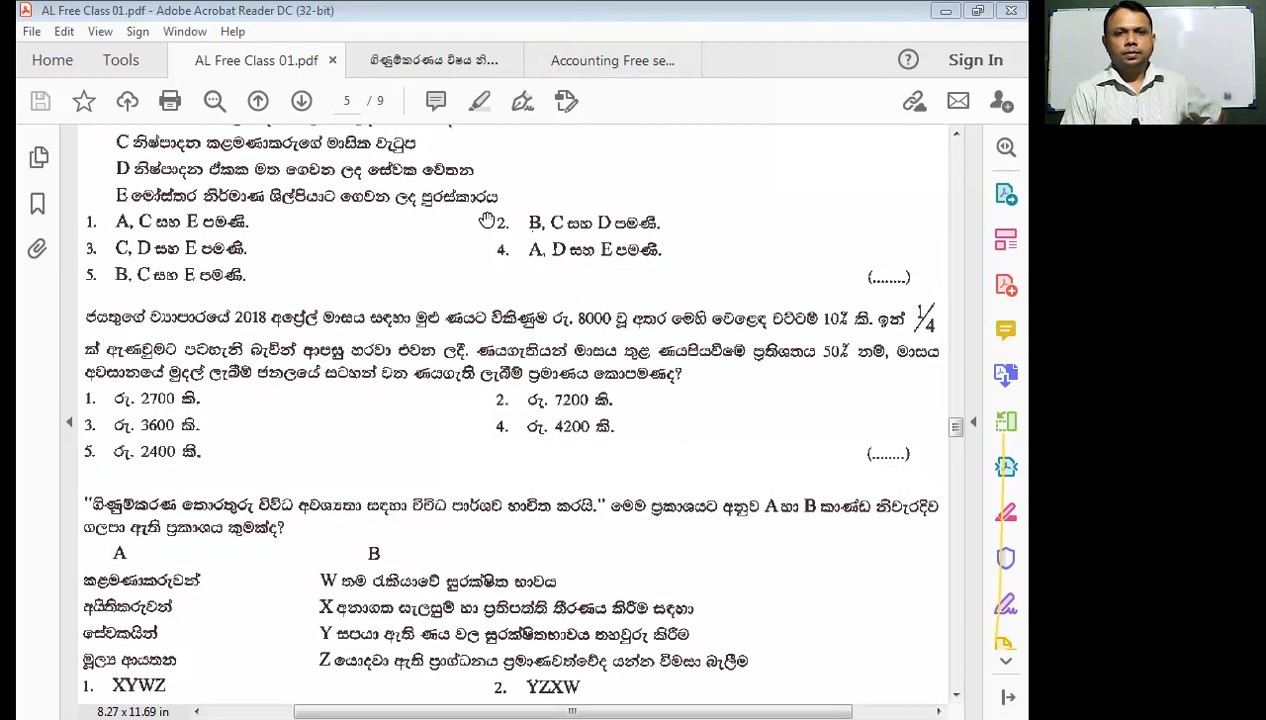 AL Free Class 01.pdf - Adobe Acrobat Reader DC (32-bit)
File Edit View Sign Window Help
Home Tools AL Free Class 01.pdf × ගිණුම්කරණය විෂය නි... Accounting Free se... Sign In
5 / 9
C නිෂ්පාදන කළමණාකරුගේ මාසික වැටුප
D නිෂ්පාදන ඒකක මත ගෙවන ලද සේවක වේතන
E මෝස්තර නිර්මාණ ශිල්පියාට ගෙවන ලද පුරස්කාරය
1. A, C සහ E පමණි. 2. B, C සහ D පමණී.
3. C, D සහ E පමණි. 4. A, D සහ E පමණී.
5. B, C සහ E පමණි. (........)
ජයතුගේ ව්‍යාපාරයේ 2018 අප්‍රේල් මාසය සඳහා මුළු ණයට විකිණුම රු. 8000 වූ අතර මෙහි වෙළෙඳ වට්ටම් 10% කි. ඉන් 1/4
ක් ඇණවුමට පටහැනි බැවින් ආපසු හරවා එවන ලදී. ණයගැතියන් මාසය තුළ ණයපියවීමේ ප්‍රතිශතය 50% නම්, මාසය
අවසානයේ මුදල් ලැබීම් ජනලයේ සටහන් වන ණයගැති ලැබීම් ප්‍රමාණය කොපමණද?
1. රු. 2700 කි. 2. රු. 7200 කි.
3. රු. 3600 කි. 4. රු. 4200 කි.
5. රු. 2400 කි. (........)
"ගිණුම්කරණ තොරතුරු විවිධ අවශ්‍යතා සඳහා විවිධ පාර්ශව භාවිත කරයි." මෙම ප්‍රකාශයට අනුව A හා B කාණ්ඩ නිවැරදිව
ගලපා ඇති ප්‍රකාශය කුමක්ද?
A B
කළමණාකරුවන් W තම රැකියාවේ සුරක්ෂිත භාවය
අයිතිකරුවන් X අනාගත සැලසුම් හා ප්‍රතිපත්ති තීරණය කිරීම සඳහා
සේවකයින් Y සපයා ඇති ණය වල සුරක්ෂිතභාවය තහවුරු කිරීම
මූල්‍ය ආයතන Z යොදවා ඇති ප්‍රාග්ධනය ප්‍රමාණවත්වේද යන්න විමසා බැලීම
1. XYWZ 2. YZXW
8.27 x 11.69 in